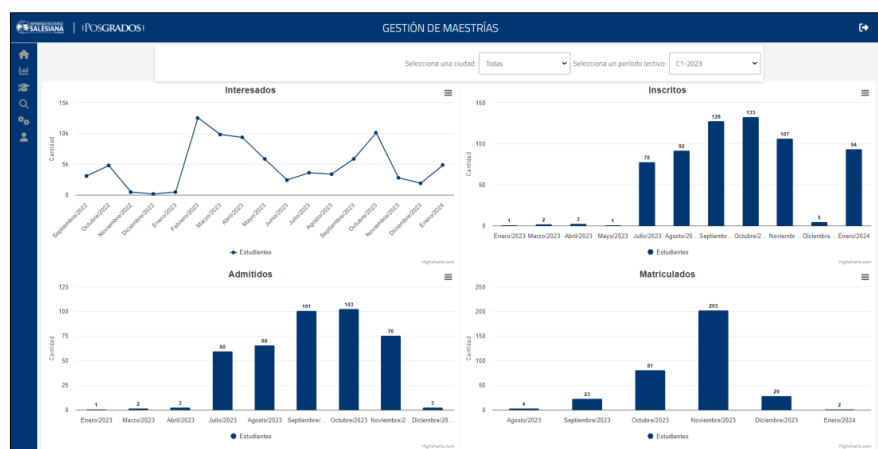 SALESIANA | POSGRADOS
GESTIÓN DE MAESTRÍAS
Selecciona una ciudad: Todas Selecciona un período lectivo: C1-2023
Interesados
Cantidad
15k
10k
5k
0
Septiembre/2022 Octubre/2022 Noviembre/2022 Diciembre/2022 Enero/2023 Febrero/2023 Marzo/2023 Abril/2023 Mayo/2023 Junio/2023 Julio/2023 Agosto/2023 Septiembre/2023 Octubre/2023 Noviembre/2023 Diciembre/2023 Enero/2024
Estudiantes
Highcharts.com
Inscritos
Cantidad
150
100
50
0
1 2 3 1 78 92 128 133 107 5 94
Enero/2023 Marzo/2023 Abril/2023 Mayo/2023 Julio/2023 Agosto/20... Septiembr... Octubre/2... Noviembr... Diciembre... Enero/2024
Estudiantes
Highcharts.com
Admitidos
Cantidad
125
100
75
50
25
0
1 2 3 60 66 101 103 76 3
Enero/2023 Marzo/2023 Abril/2023 Julio/2023 Agosto/2023 Septiembre/... Octubre/2023 Noviembre/2... Diciembre/20...
Estudiantes
Highcharts.com
Matriculados
Cantidad
250
200
150
100
50
0
4 23 81 203 29 2
Agosto/2023 Septiembre/2023 Octubre/2023 Noviembre/2023 Diciembre/2023 Enero/2024
Estudiantes
Highcharts.com